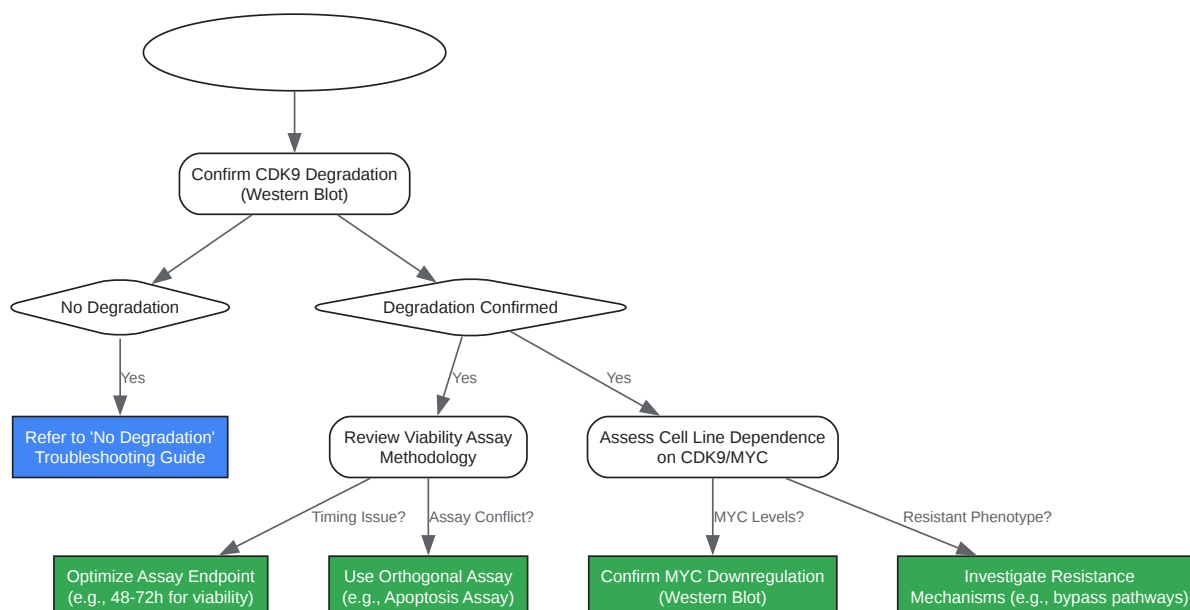 Confirm CDK9 Degradation
(Western Blot)
No Degradation
Degradation Confirmed
Yes
Yes
Yes
Refer to 'No Degradation'
Troubleshooting Guide
Review Viability Assay
Methodology
Assess Cell Line Dependence
on CDK9/MYC
Timing Issue?
Assay Conflict?
MYC Levels?
Resistant Phenotype?
Optimize Assay Endpoint
(e.g., 48-72h for viability)
Use Orthogonal Assay
(e.g., Apoptosis Assay)
Confirm MYC Downregulation
(Western Blot)
Investigate Resistance
Mechanisms (e.g., bypass pathways)